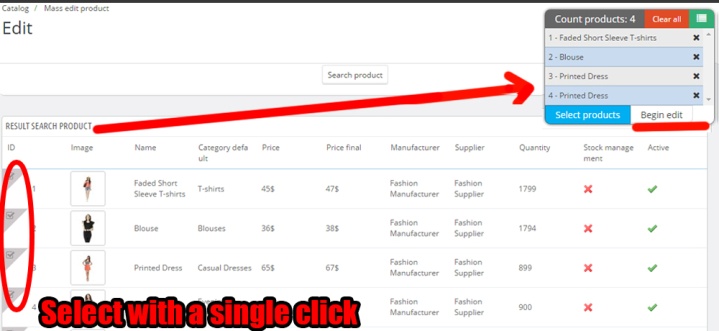 Catalog / Mass edit product
Edit
Count products: 4 Clear all
1 - Faded Short Sleeve T-shirts
2 - Blouse
3 - Printed Dress
4 - Printed Dress
Select products Begin edit
Search product
RESULT SEARCH PRODUCT
ID Image Name Category defa Price Price final Manufacturer Supplier Quantity Stock manage Active
ult ment
1 Faded Short T-shirts 45$ 47$ Fashion Fashion 1799
Sleeve T-shirts Manufacturer Supplier
Blouse Blouses 36$ 38$ Fashion Fashion 1794
Manufacturer Supplier
3 Printed Dress Casual Dresses 65$ 67$ Fashion Fashion 899
Manufacturer Supplier
4 Fashion Fashion 900
Manufacturer Supplier
Select with a single click